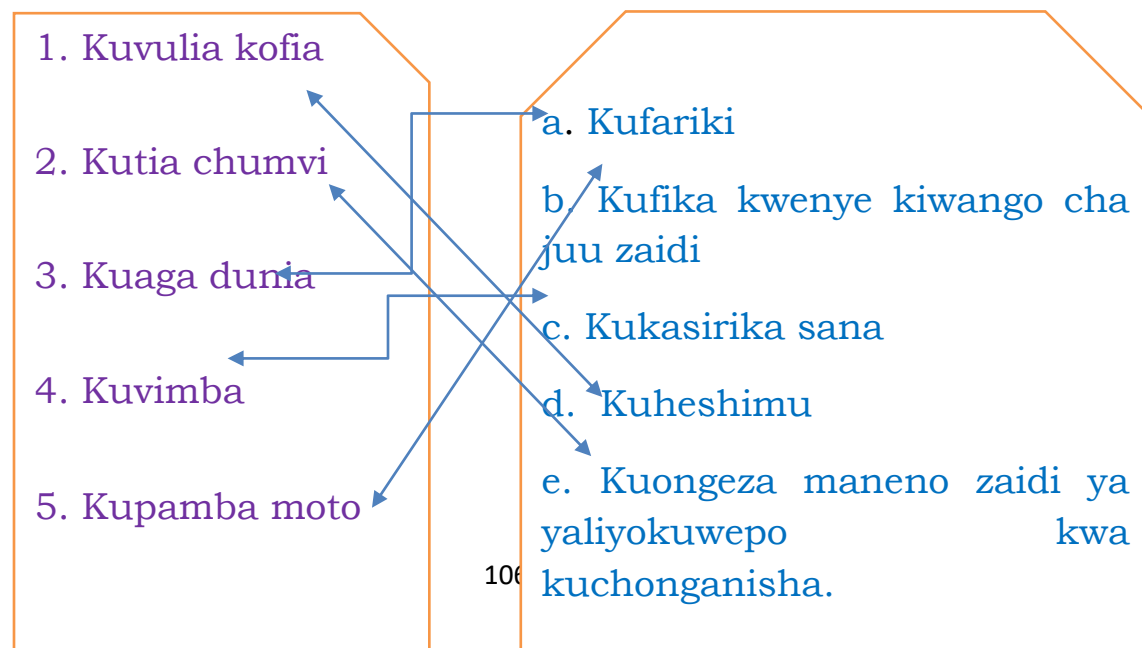 1. Kuvulia kofia
2. Kutia chumvi
3. Kuaga dunia
4. Kuvimba
5. Kupamba moto
a. Kufariki
b. Kufika kwenye kiwango cha
juu zaidi
c. Kukasirika sana
d. Kuheshimu
e. Kuongeza maneno zaidi ya
yaliyokuwepo kwa
kuchonganisha.
106